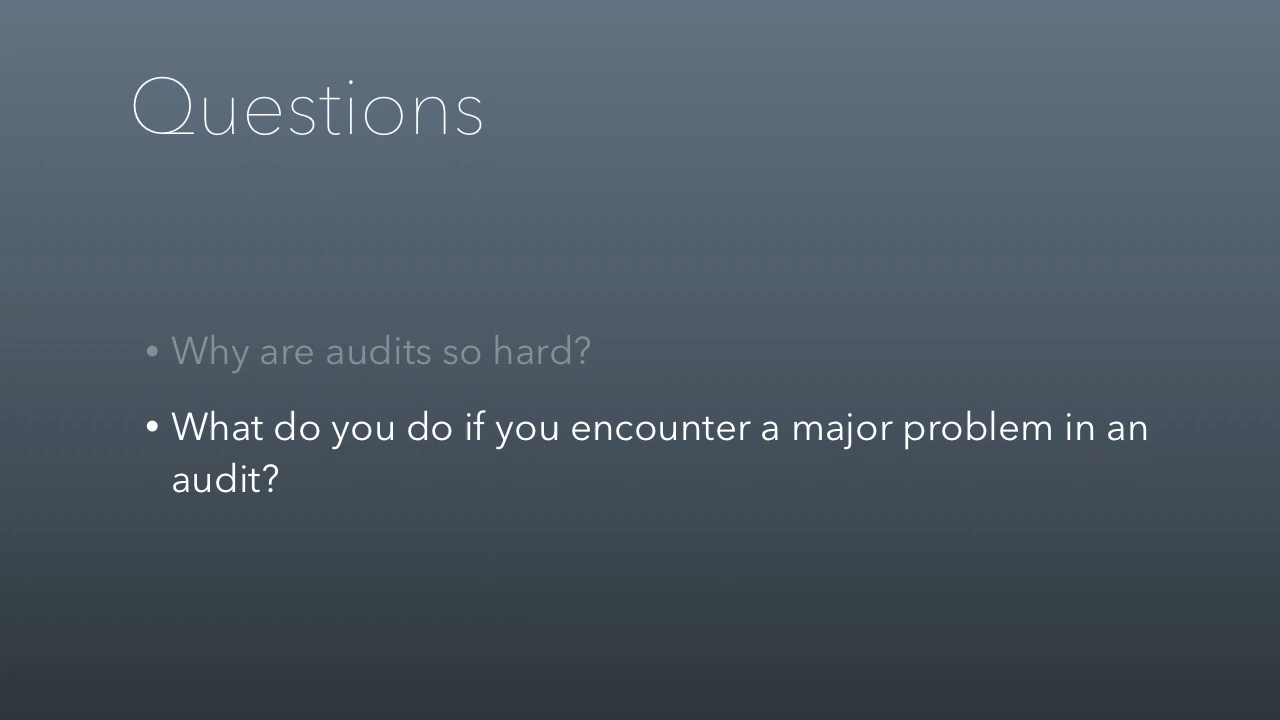 Questions
• Why are audits so hard?
• What do you do if you encounter a major problem in an
audit?